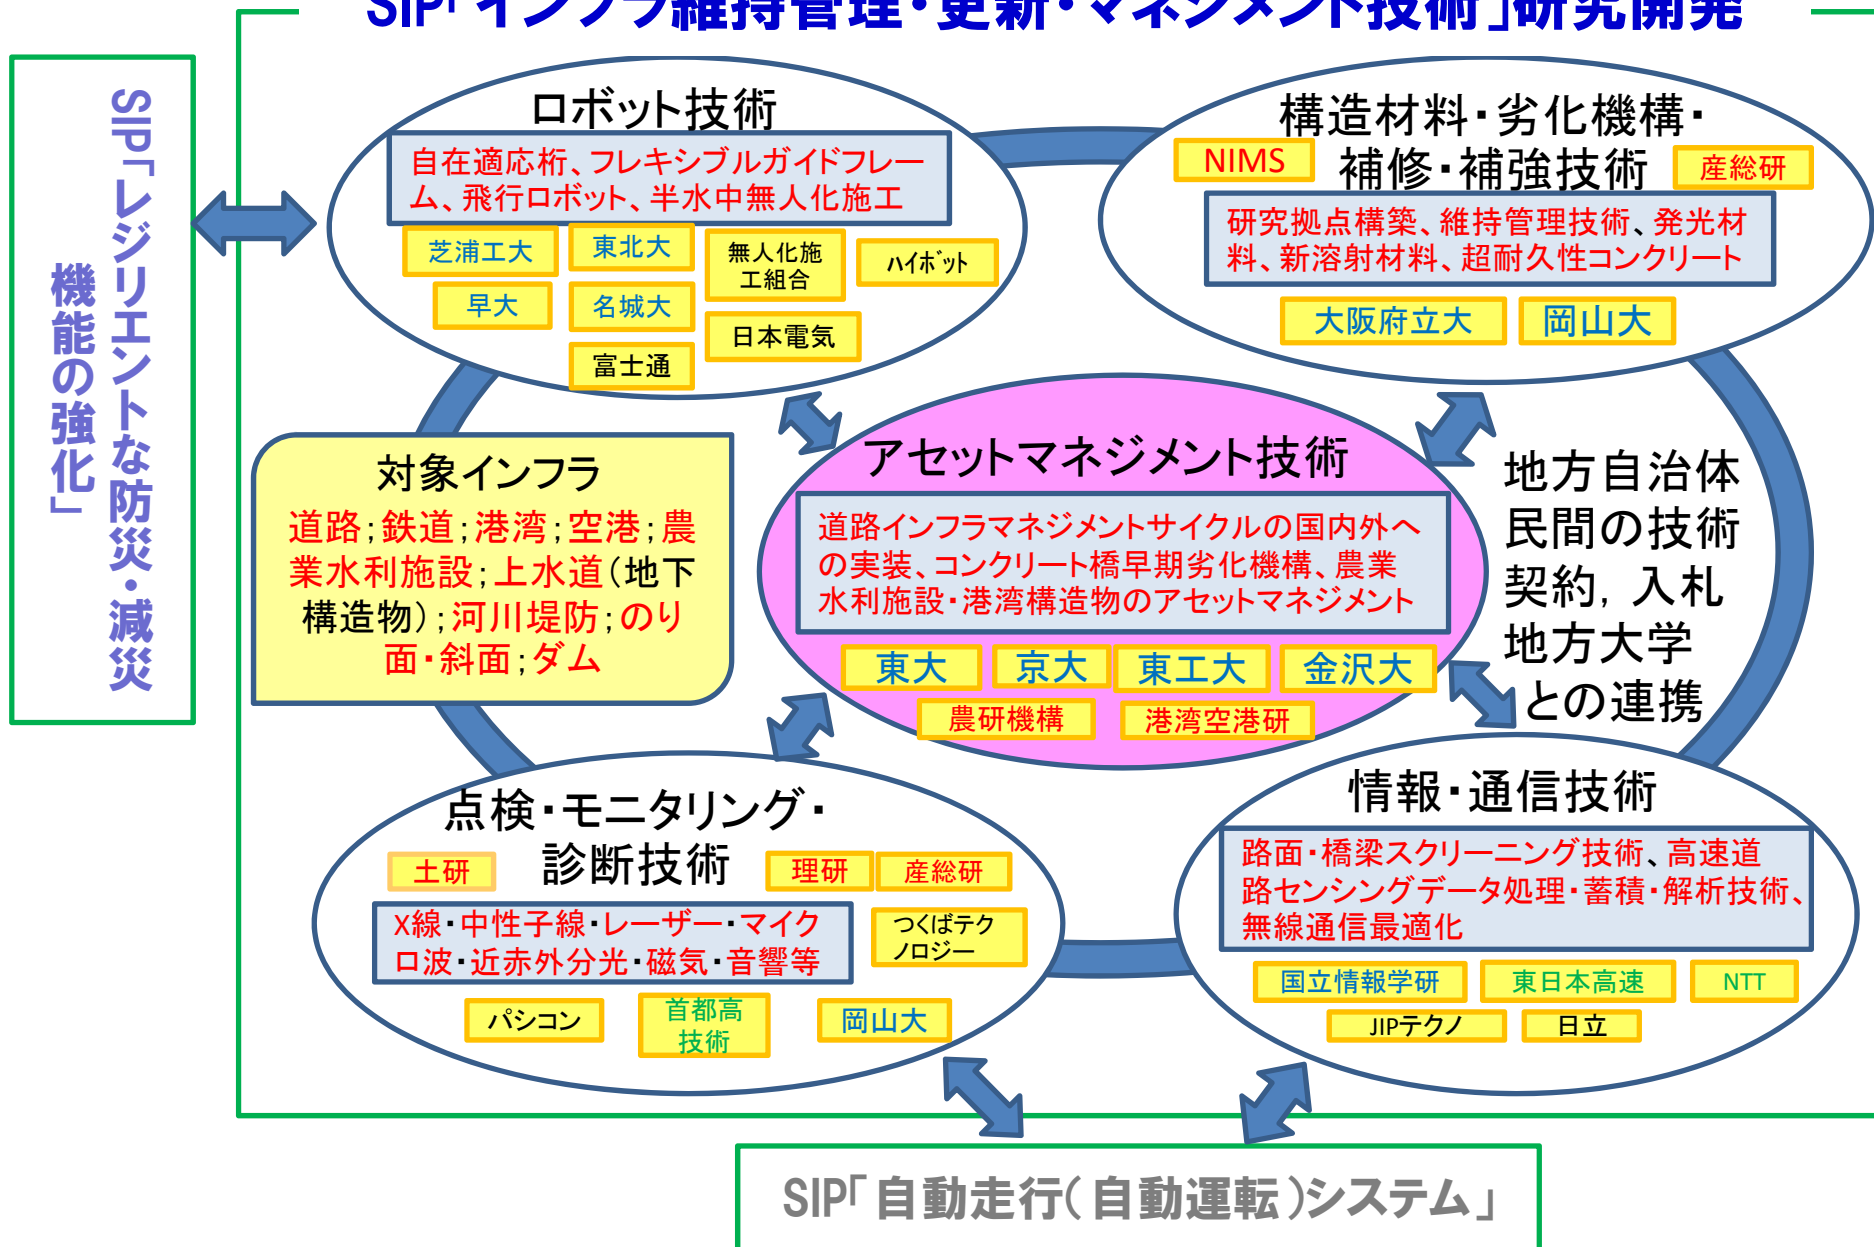 SIP「インフラ維持管理・更新・マネジメント技術」研究開発
SIP「レジリエントな防災・減災
機能の強化」
ロボット技術
自在適応桁、フレキシブルガイドフレー
ム、飛行ロボット、半水中無人化施工
芝浦工大
東北大
無人化施
工組合
ハイボット
早大
名城大
日本電気
富士通
構造材料・劣化機構・
補修・補強技術
NIMS
産総研
研究拠点構築、維持管理技術、発光材
料、新溶射材料、超耐久性コンクリート
大阪府立大
岡山大
対象インフラ
道路;鉄道;港湾;空港;農
業水利施設;上水道(地下
構造物);河川堤防;のり
面・斜面;ダム
アセットマネジメント技術
道路インフラマネジメントサイクルの国内外へ
の実装、コンクリート橋早期劣化機構、農業
水利施設・港湾構造物のアセットマネジメント
東大
京大
東工大
金沢大
農研機構
港湾空港研
地方自治体
民間の技術
契約, 入札
地方大学
との連携
点検・モニタリング・
診断技術
土研
理研
産総研
X線・中性子線・レーザー・マイク
ロ波・近赤外分光・磁気・音響等
つくばテク
ノロジー
パシコン
首都高
技術
岡山大
情報・通信技術
路面・橋梁スクリーニング技術、高速道
路センシングデータ処理・蓄積・解析技術、
無線通信最適化
国立情報学研
東日本高速
NTT
JIPテクノ
日立
SIP「自動走行(自動運転)システム」